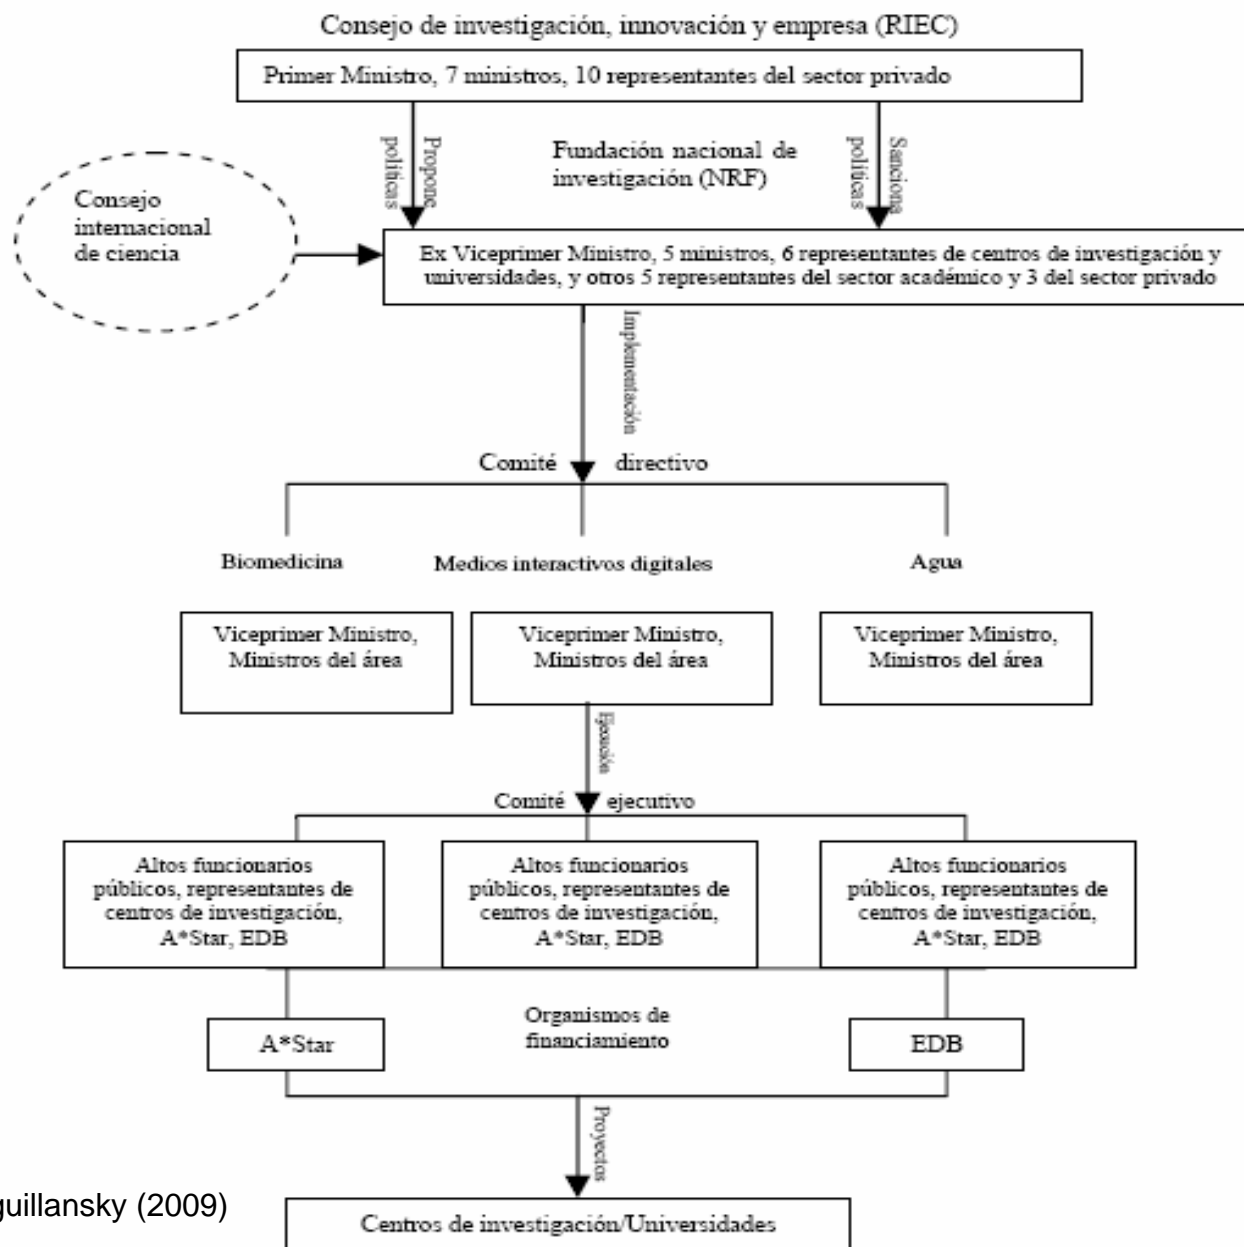 Consejo de investigación, innovación y empresa (RIEC)
Primer Ministro, 7 ministros, 10 representantes del sector privado
Propone
políticas
Fundación nacional de
investigación (NRF)
Sanciona
políticas
Consejo
internacional
de ciencia
Ex Viceprimer Ministro, 5 ministros, 6 representantes de centros de investigación y
universidades, y otros 5 representantes del sector académico y 3 del sector privado
Implementación
Comité directivo
Biomedicina
Medios interactivos digitales
Agua
Viceprimer Ministro,
Ministros del área
Viceprimer Ministro,
Ministros del área
Viceprimer Ministro,
Ministros del área
Ejecución
Comité ejecutivo
Altos funcionarios
públicos, representantes de
centros de investigación,
A*Star, EDB
Altos funcionarios
públicos, representantes de
centros de investigación,
A*Star, EDB
Altos funcionarios
públicos, representantes de
centros de investigación,
A*Star, EDB
A*Star
Organismos de
financiamiento
EDB
Proyectos
guillansky (2009)
Centros de investigación/Universidades